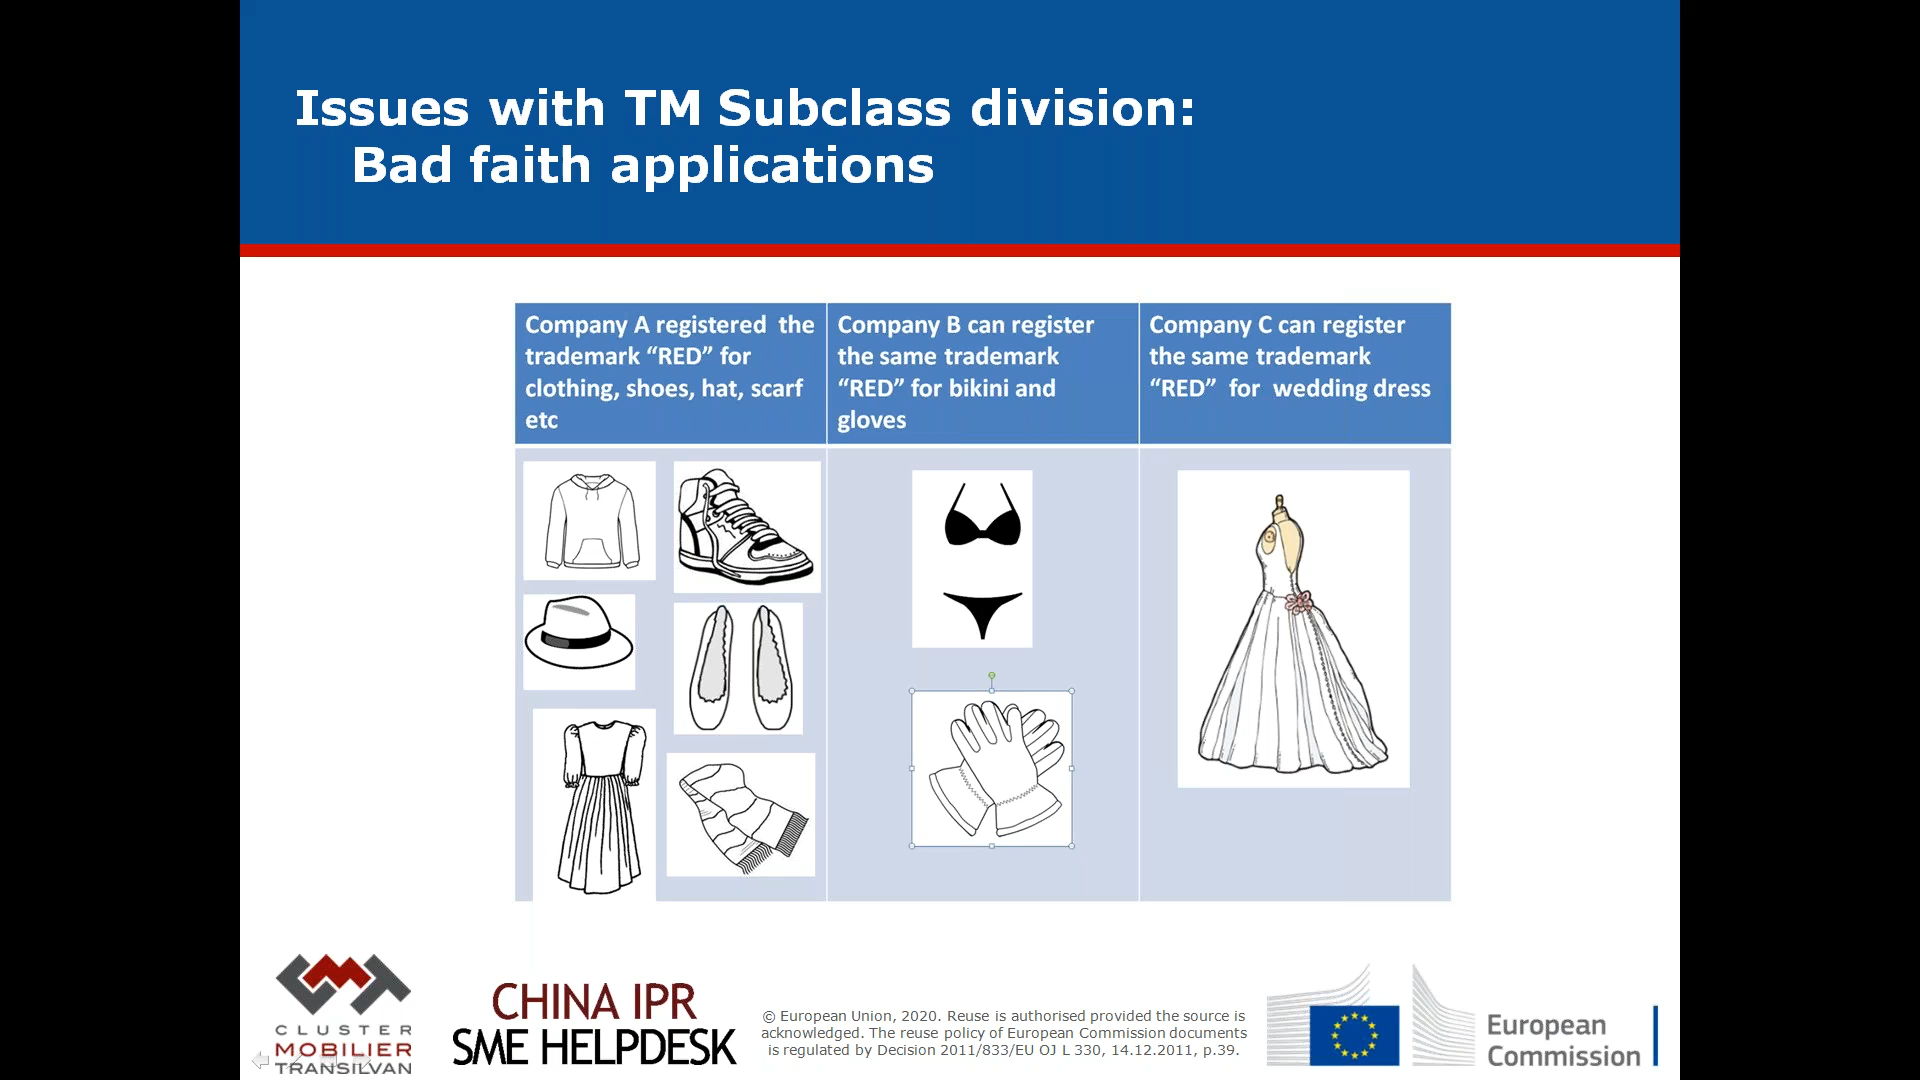 Issues with TM Subclass division:
Bad faith applications
Company A registered the
trademark “RED” for
clothing, shoes, hat, scarf
etc
Company B can register
the same trademark
“RED” for bikini and
gloves
Company C can register
the same trademark
“RED” for wedding dress
CLUSTER
MOBILIER
TRANSILVAN
CHINA IPR
SME HELPDESK
© European Union, 2020. Reuse is authorised provided the source is
acknowledged. The reuse policy of European Commission documents
is regulated by Decision 2011/833/EU OJ L 330, 14.12.2011, p.39.
European
Commission